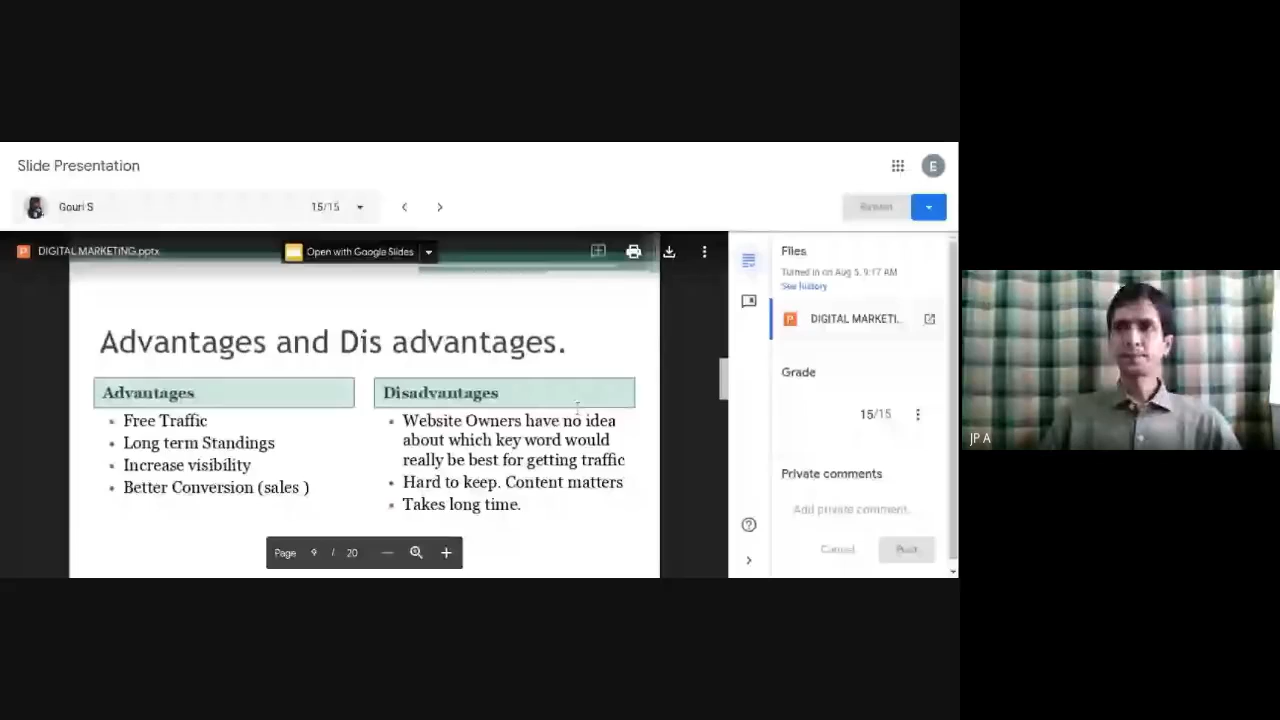 Slide Presentation
E
Gouri S
15/15
Return
P DIGITAL MARKETING.pptx
Open with Google Slides
Advantages and Dis advantages.
Advantages
Free Traffic
Long term Standings
Increase visibility
Better Conversion (sales )
Disadvantages
Website Owners have no idea
about which key word would
really be best for getting traffic
Hard to keep. Content matters
Takes long time.
Page 9 / 20
Files
Turned in on Aug 5, 9:17 AM
See history
P DIGITAL MARKETI...
Grade
15/15
Private comments
Add private comment...
Cancel
Post
JP A